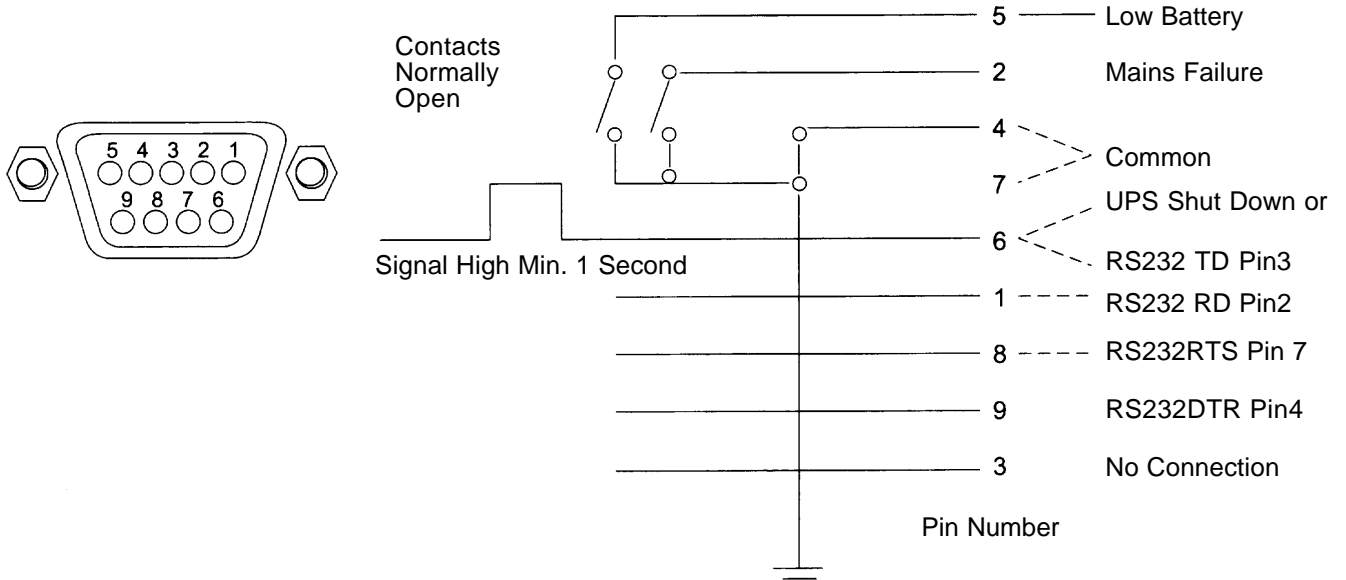 5 Low Battery
Contacts
Normally
Open
2 Mains Failure
4
Common
7
UPS Shut Down or
6
Signal High Min. 1 Second
RS232 TD Pin3
1 RS232 RD Pin2
8 RS232RTS Pin 7
9 RS232DTR Pin4
3 No Connection
Pin Number
5 4 3 2 1
9 8 7 6